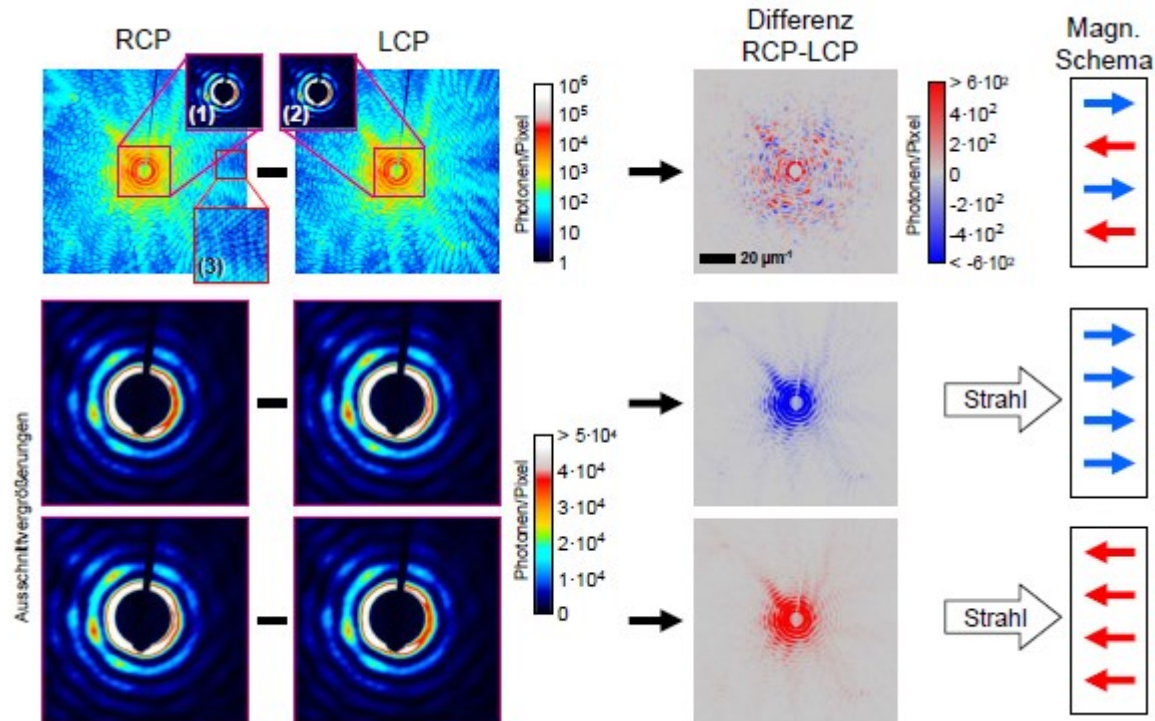 RCP
LCP
Differenz
RCP-LCP
Magn.
Schema
(1)
(2)
(3)
Photonen/Pixel
10⁶
10⁵
10⁴
10³
10²
10
1
20 µm⁻¹
Photonen/Pixel
> 6·10²
4·10²
2·10²
0
-2·10²
-4·10²
< -6·10²
Ausschnittvergrößerungen
Photonen/Pixel
> 5·10⁴
4·10⁴
3·10⁴
2·10⁴
1·10⁴
0
Strahl
Strahl